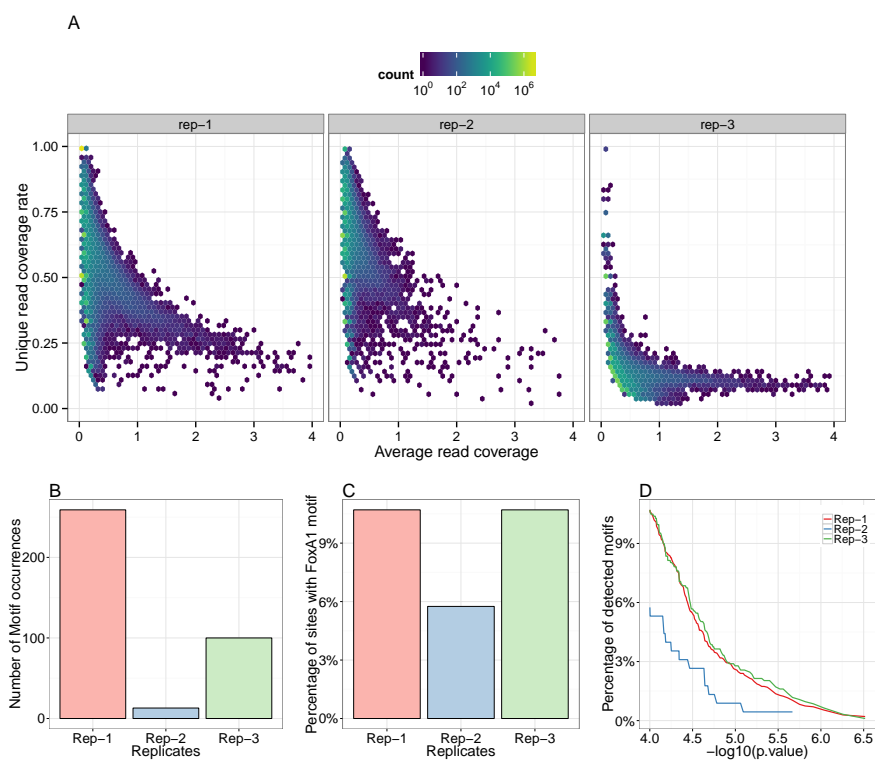 A
count
10^0 10^2 10^4 10^6
rep−1 rep−2 rep−3
Unique read coverage rate
1.00
0.75
0.50
0.25
0.00
0 1 2 3 4 0 1 2 3 4 0 1 2 3 4
Average read coverage
B
Number of Motif occurrences
200
100
0
Rep−1 Rep−2 Rep−3
Replicates
C
Percentage of sites with FoxA1 motif
9%
6%
3%
0%
Rep−1 Rep−2 Rep−3
Replicates
D
Percentage of detected motifs
9%
6%
3%
0%
Rep−1
Rep−2
Rep−3
4.0 4.5 5.0 5.5 6.0 6.5
−log10(p.value)